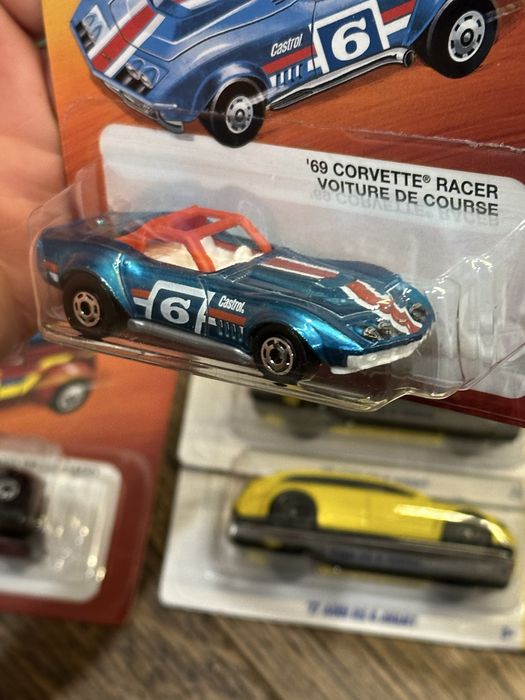 Castrol
6
'69 CORVETTE® RACER
VOITURE DE COURSE
6
Castrol